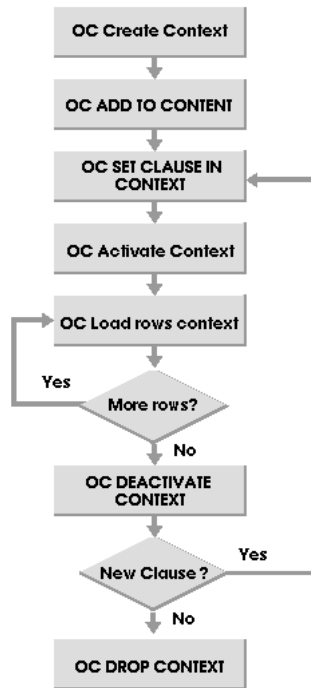 OC Create Context
OC ADD TO CONTENT
OC SET CLAUSE IN
CONTEXT
OC Activate Context
OC Load rows context
Yes
More rows?
No
OC DEACTIVATE
CONTEXT
Yes
New Clause ?
No
OC DROP CONTEXT